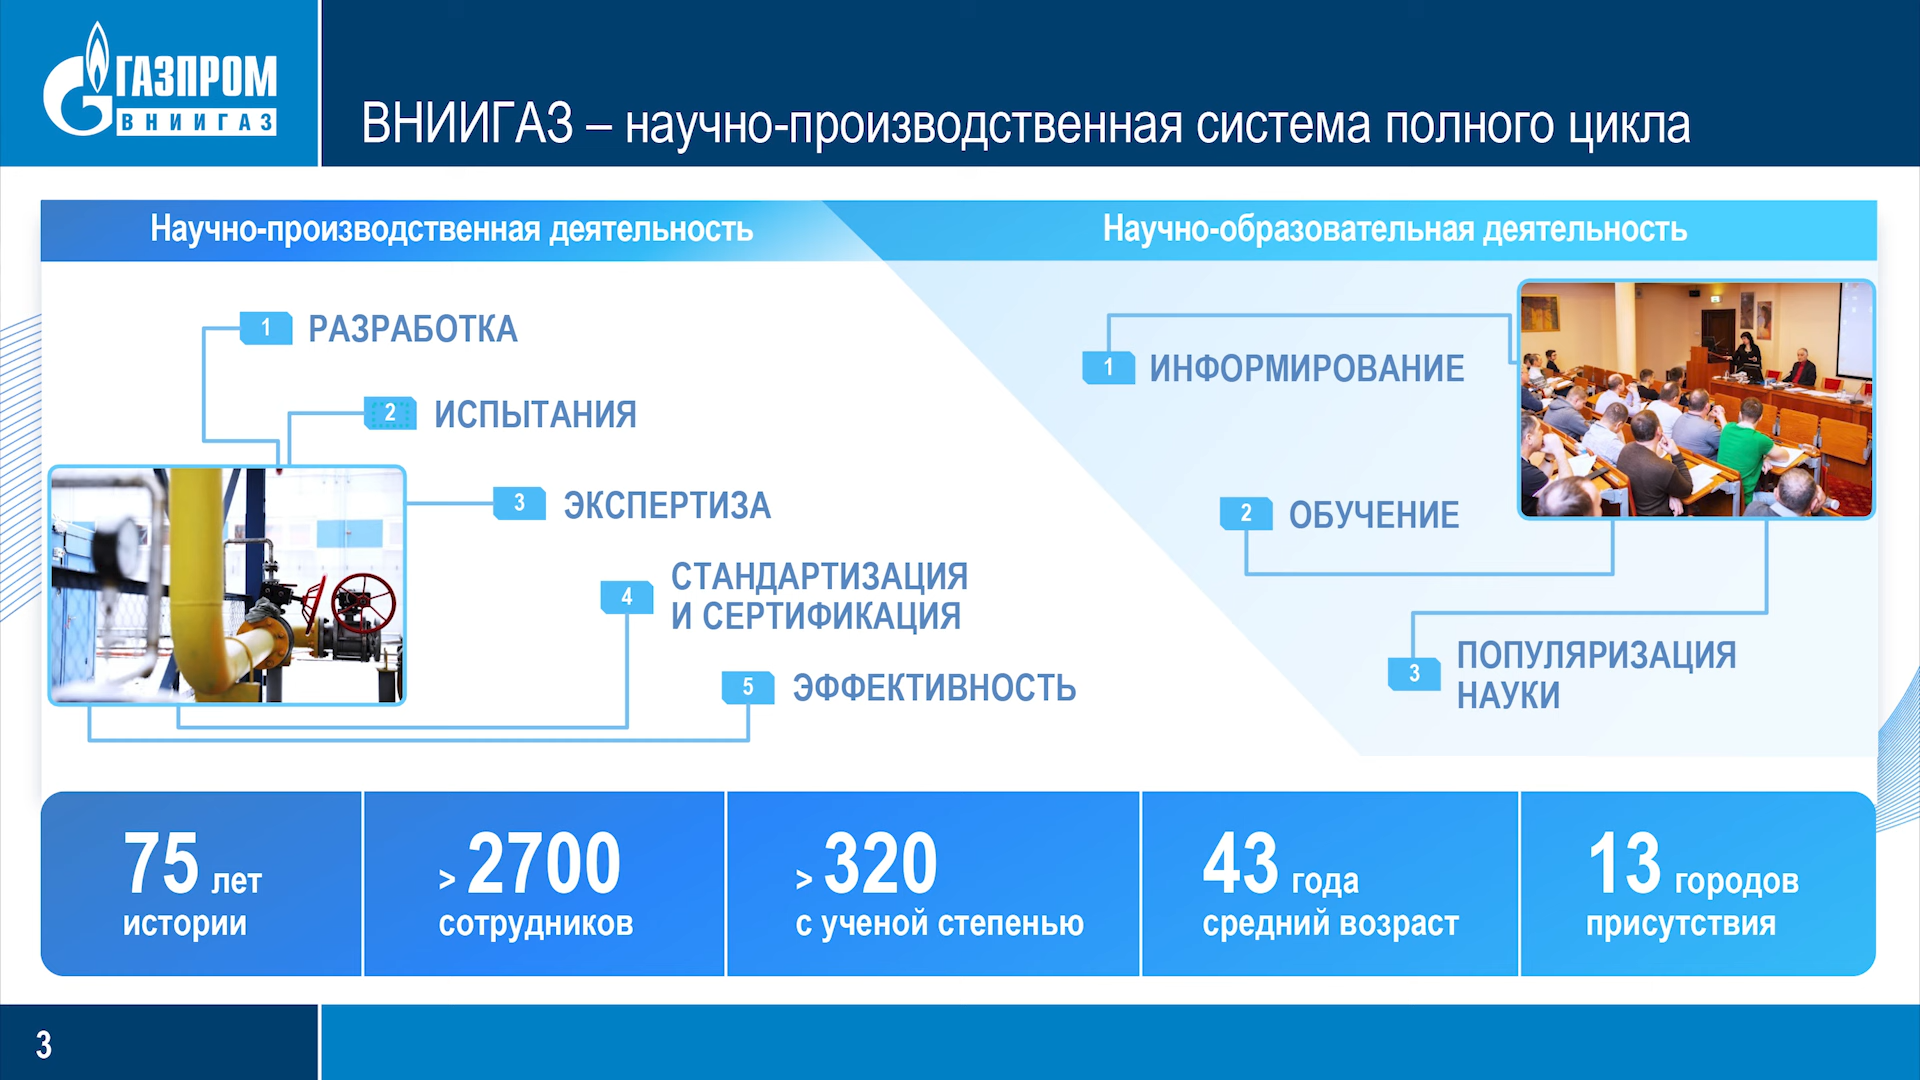 ГАЗПРОМ
ВНИИГАЗ
ВНИИГАЗ – научно-производственная система полного цикла
Научно-производственная деятельность
1 РАЗРАБОТКА
2 ИСПЫТАНИЯ
3 ЭКСПЕРТИЗА
4 СТАНДАРТИЗАЦИЯ
И СЕРТИФИКАЦИЯ
5 ЭФФЕКТИВНОСТЬ
Научно-образовательная деятельность
1 ИНФОРМИРОВАНИЕ
2 ОБУЧЕНИЕ
3 ПОПУЛЯРИЗАЦИЯ
НАУКИ
75 лет
истории
> 2700
сотрудников
> 320
с ученой степенью
43 года
средний возраст
13 городов
присутствия
3